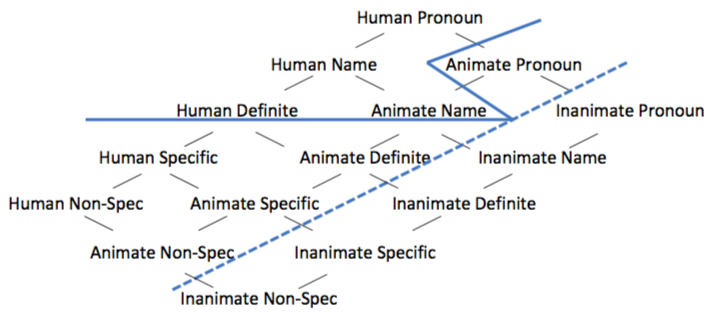 Human Pronoun
Human Name Animate Pronoun
Human Definite Animate Name Inanimate Pronoun
Human Specific Animate Definite Inanimate Name
Human Non-Spec Animate Specific Inanimate Definite
Animate Non-Spec Inanimate Specific
Inanimate Non-Spec